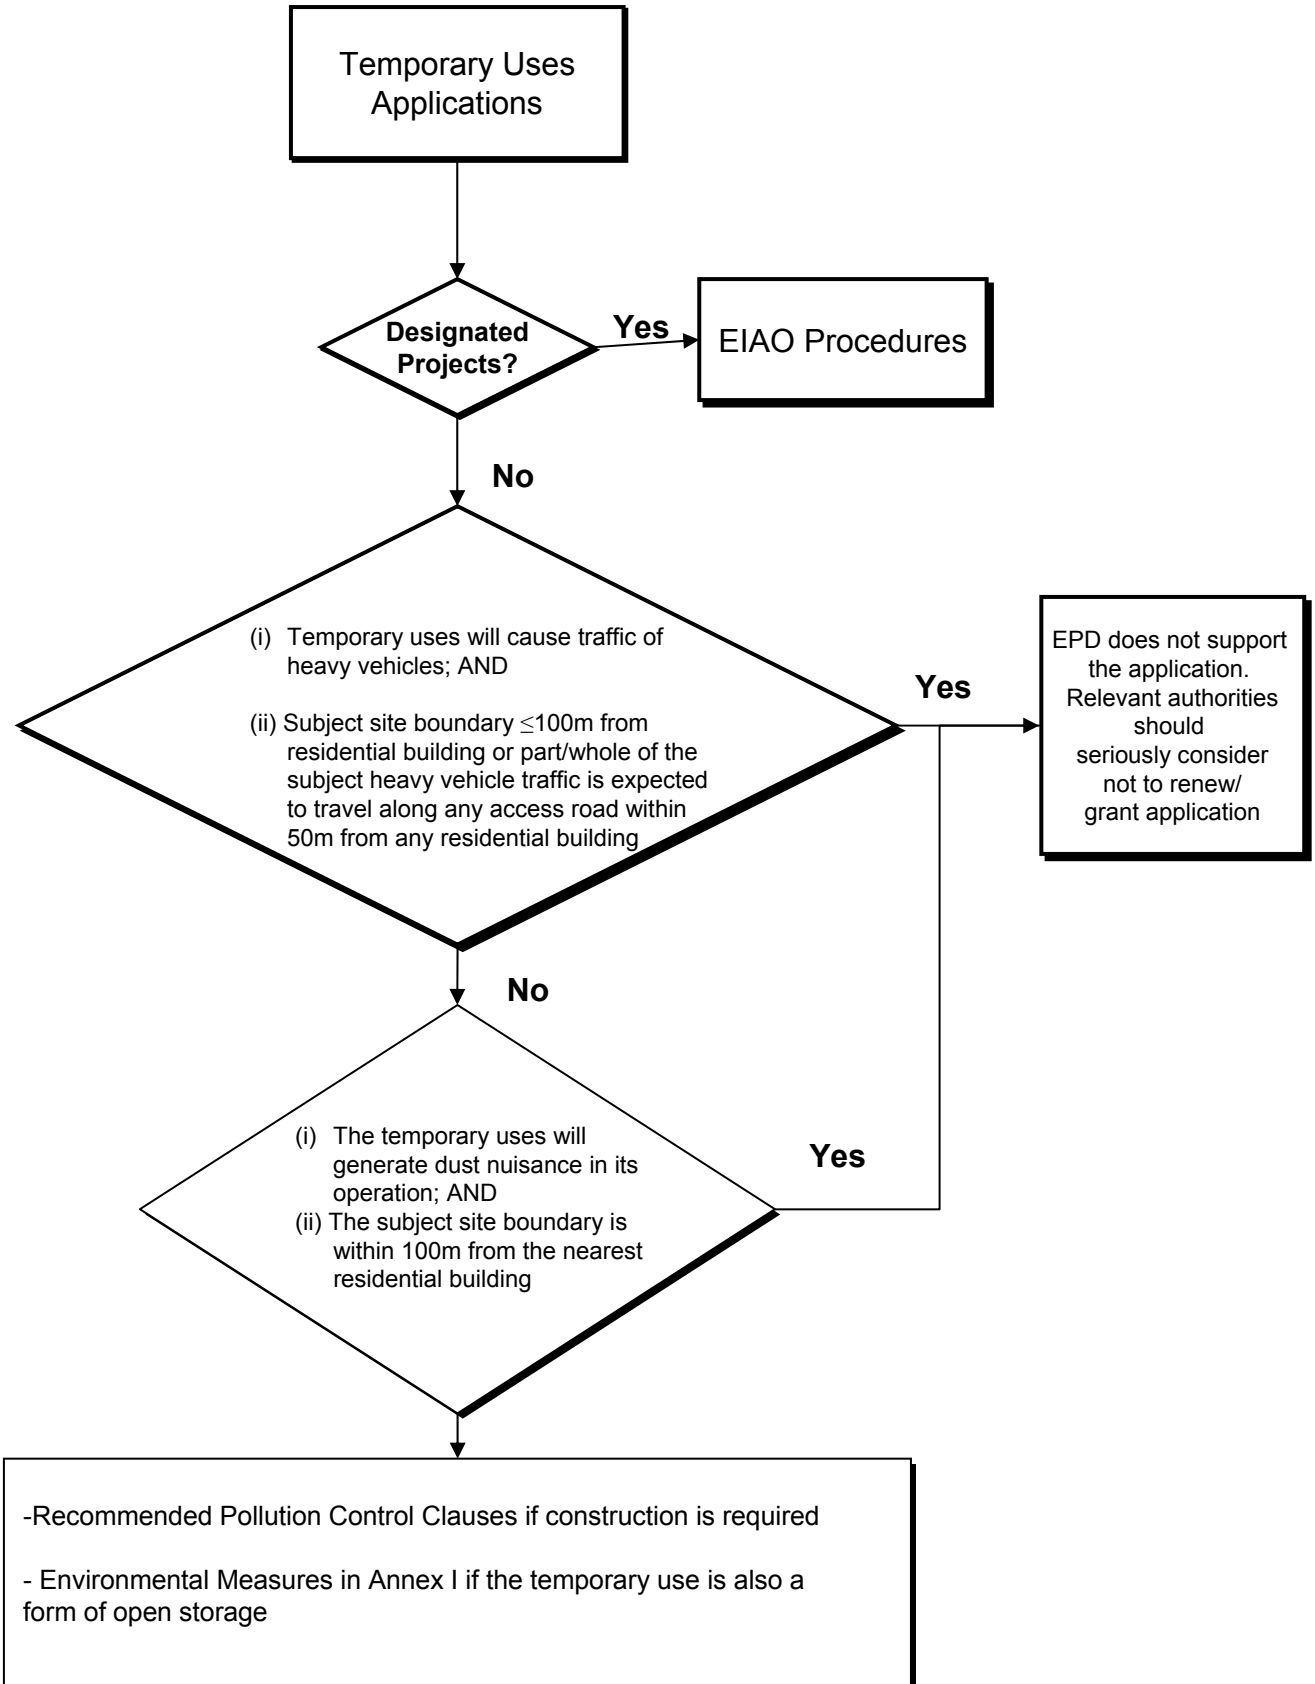 Temporary Uses
Applications
Designated
Projects?
Yes
EIAO Procedures
No
(i) Temporary uses will cause traffic of
heavy vehicles; AND
(ii) Subject site boundary ≤100m from
residential building or part/whole of the
subject heavy vehicle traffic is expected
to travel along any access road within
50m from any residential building
Yes
EPD does not support
the application.
Relevant authorities
should
seriously consider
not to renew/
grant application
No
(i) The temporary uses will
generate dust nuisance in its
operation; AND
(ii) The subject site boundary is
within 100m from the nearest
residential building
Yes
-Recommended Pollution Control Clauses if construction is required
- Environmental Measures in Annex I if the temporary use is also a
form of open storage